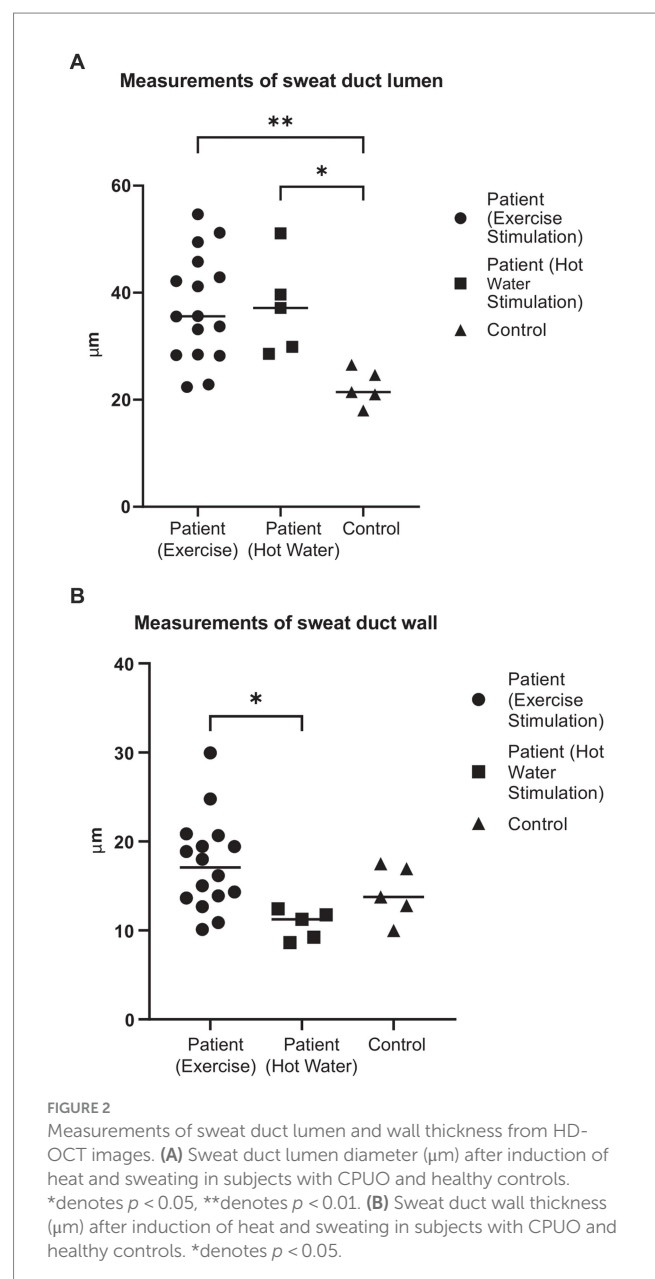 A
Measurements of sweat duct lumen
**
*
60
40
20
0
μm
Patient
(Exercise)
Patient
(Hot Water)
Control
Patient
(Exercise
Stimulation)
Patient (Hot
Water
Stimulation)
Control
B
Measurements of sweat duct wall
*
40
30
20
10
0
μm
Patient
(Exercise)
Patient
(Hot Water)
Control
Patient
(Exercise
Stimulation)
Patient (Hot
Water
Stimulation)
Control
FIGURE 2
Measurements of sweat duct lumen and wall thickness from HD-
OCT images. (A) Sweat duct lumen diameter (μm) after induction of
heat and sweating in subjects with CPUO and healthy controls.
*denotes p < 0.05, **denotes p < 0.01. (B) Sweat duct wall thickness
(μm) after induction of heat and sweating in subjects with CPUO and
healthy controls. *denotes p < 0.05.